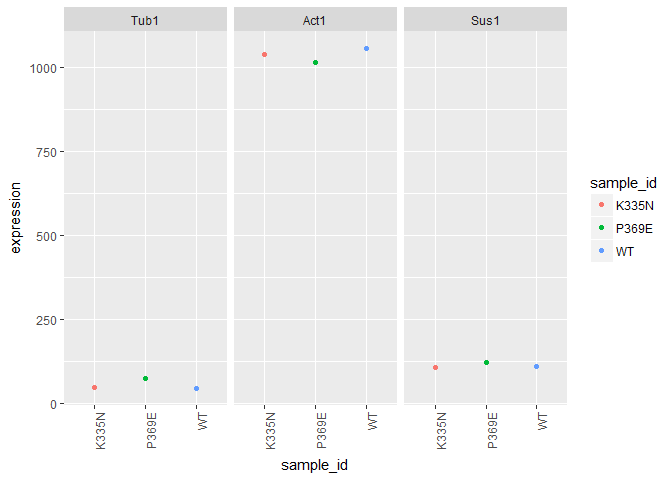 Tub1 Act1 Sus1
expression
1000
750
500
250
0
K335N P369E WT K335N P369E WT K335N P369E WT
sample_id
sample_id
K335N
P369E
WT